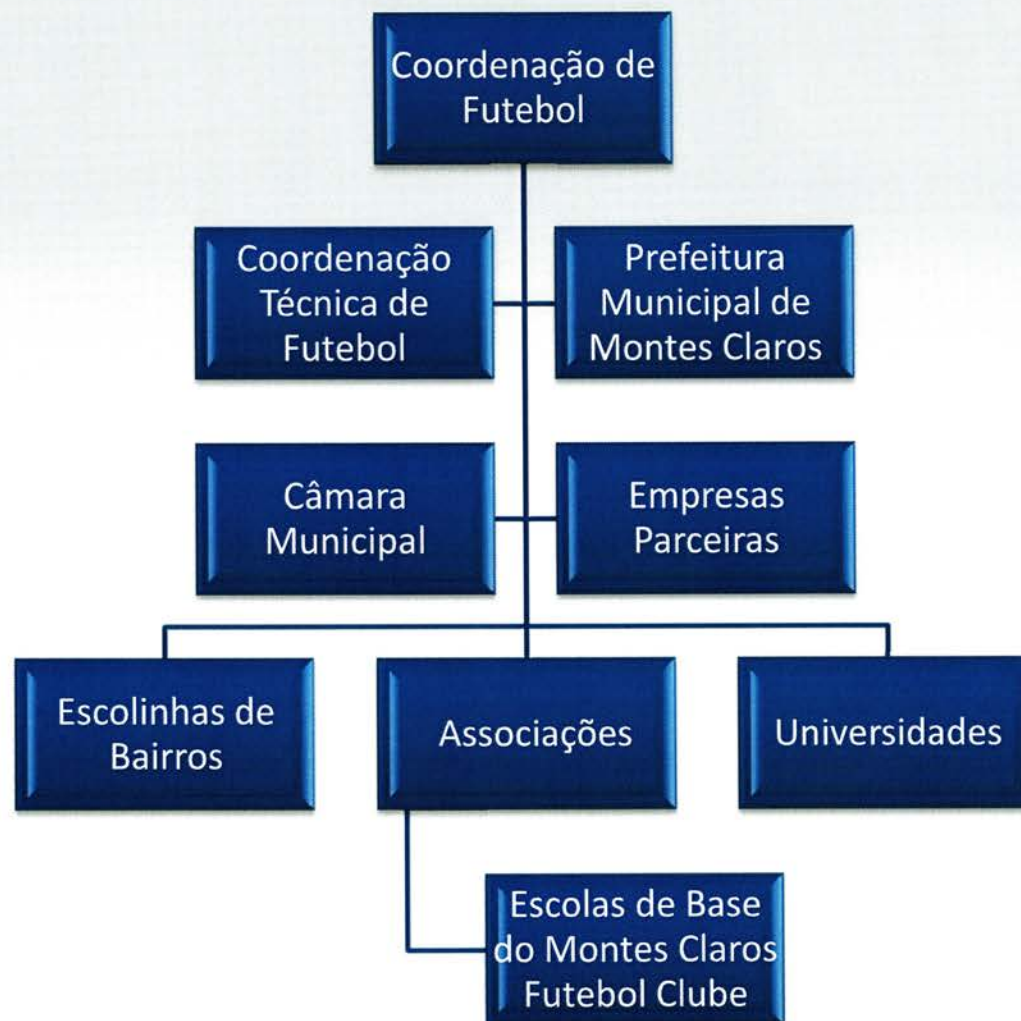 Coordenação de
Futebol
Coordenação
Técnica de
Futebol
Prefeitura
Municipal de
Montes Claros
Câmara
Municipal
Empresas
Parceiras
Escolinhas de
Bairros
Associações
Universidades
Escolas de Base
do Montes Claros
Futebol Clube